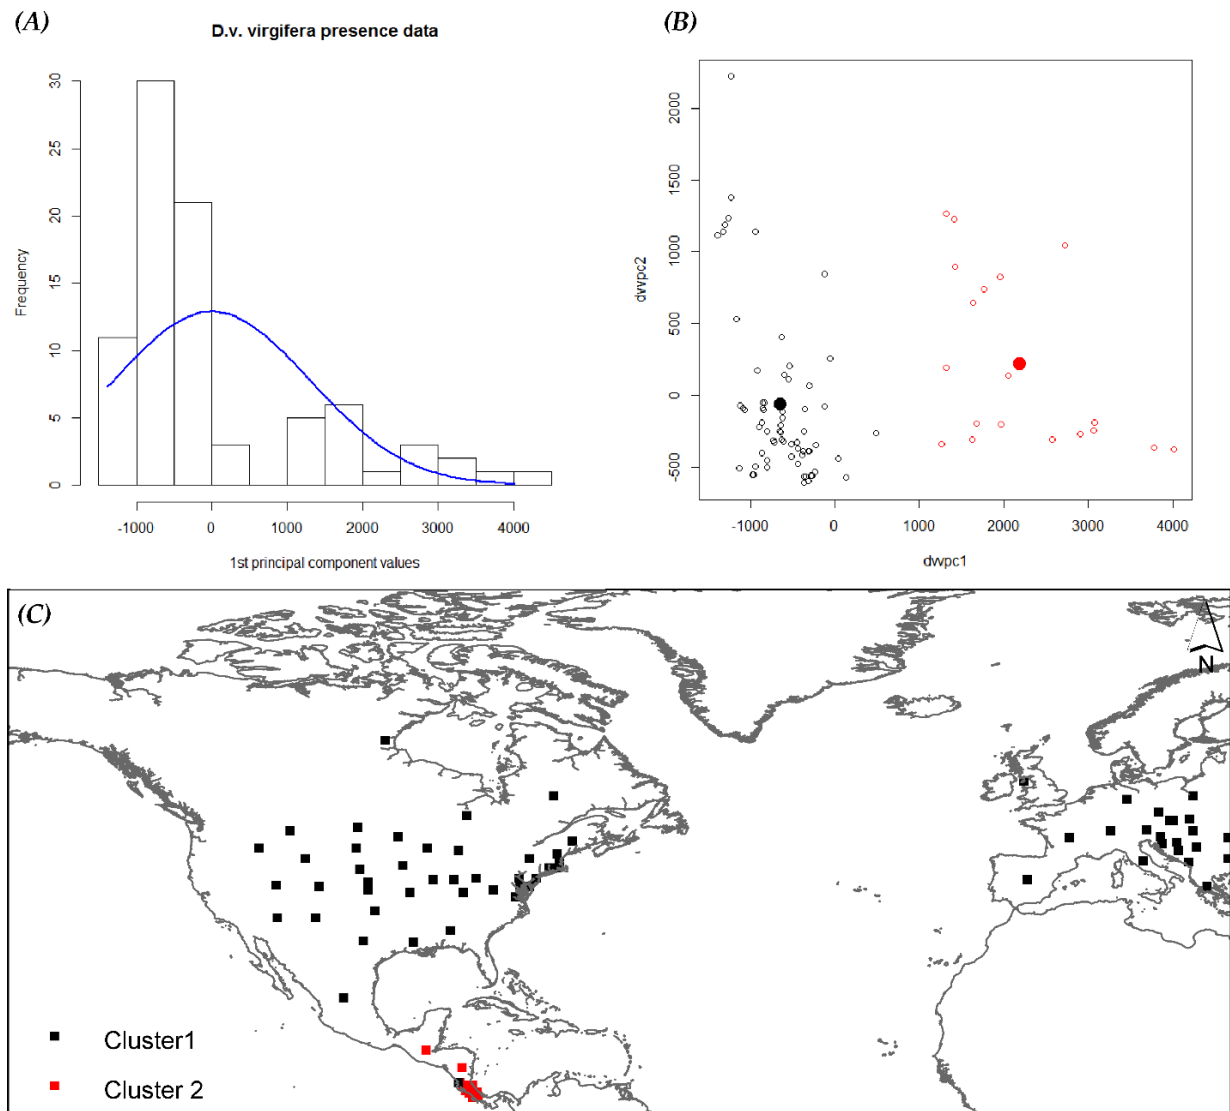 (A)
D.v. virgifera presence data
Frequency
0 5 10 15 20 25 30
-1000 0 1000 2000 3000 4000
1st principal component values
(B)
dvvpc2
-500 0 500 1000 1500 2000
-1000 0 1000 2000 3000 4000
dvvpc1
(C)
N
Cluster1
Cluster 2